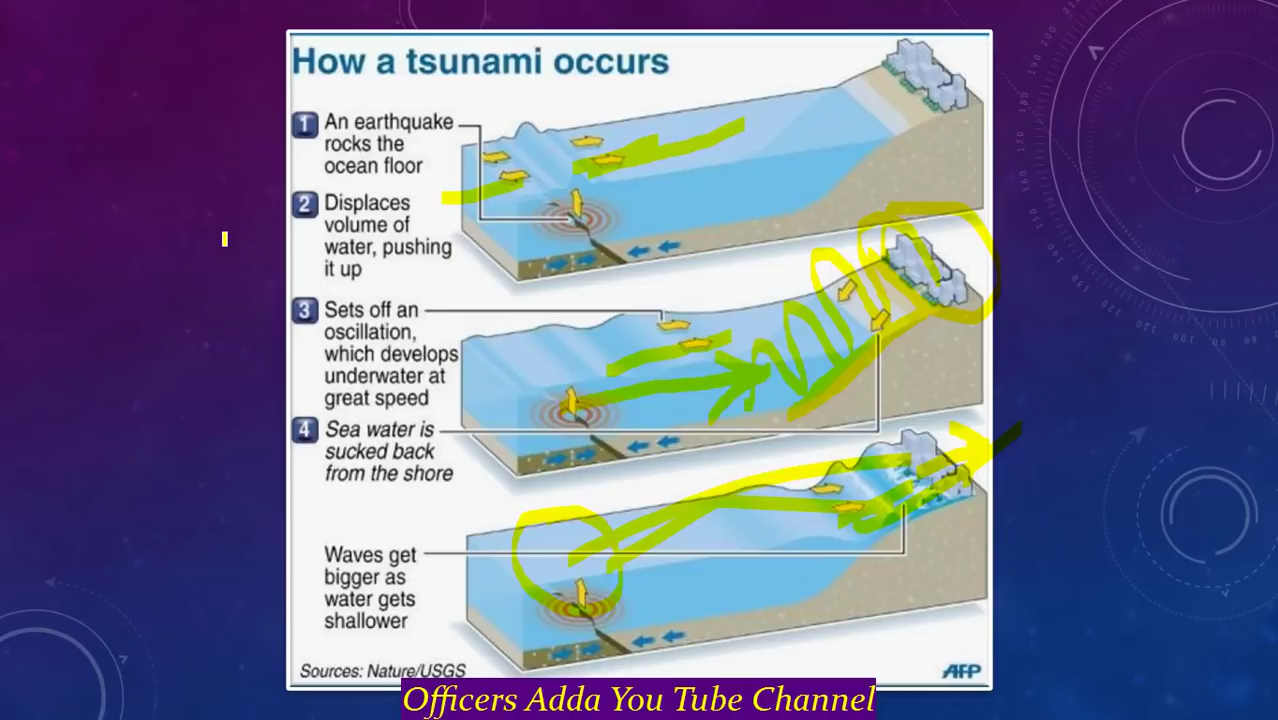 How a tsunami occurs
1 An earthquake
rocks the
ocean floor
2 Displaces
volume of
water, pushing
it up
3 Sets off an
oscillation,
which develops
underwater at
great speed
4 Sea water is
sucked back
from the shore
Waves get
bigger as
water gets
shallower
Sources: Nature/USGS
AFP
Officers Adda You Tube Channel